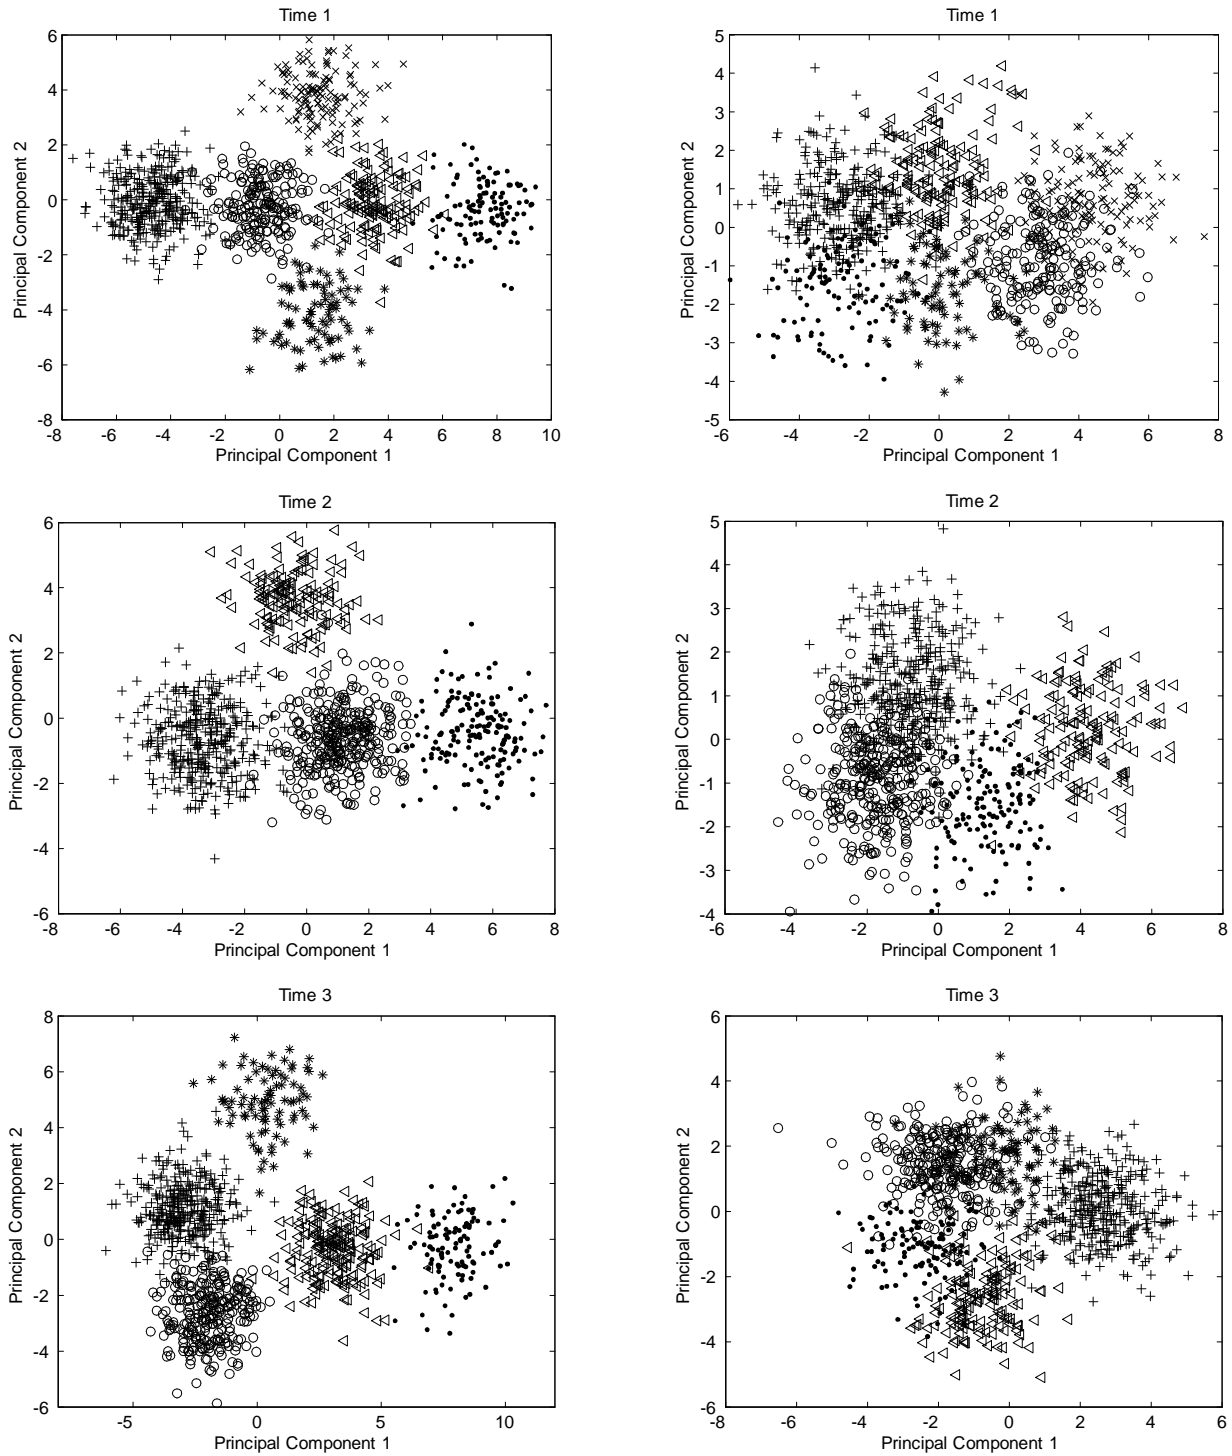 Time 1
6
4
2
0
-2
-4
-6
-8
Principal Component 2
-8 -6 -4 -2 0 2 4 6 8 10
Principal Component 1
Time 1
5
4
3
2
1
0
-1
-2
-3
-4
-5
Principal Component 2
-6 -4 -2 0 2 4 6 8
Principal Component 1
Time 2
6
4
2
0
-2
-4
-6
Principal Component 2
-8 -6 -4 -2 0 2 4 6 8
Principal Component 1
Time 2
5
4
3
2
1
0
-1
-2
-3
-4
Principal Component 2
-6 -4 -2 0 2 4 6 8
Principal Component 1
Time 3
8
6
4
2
0
-2
-4
-6
Principal Component 2
-5 0 5 10
Principal Component 1
Time 3
6
4
2
0
-2
-4
-6
Principal Component 2
-8 -6 -4 -2 0 2 4 6
Principal Component 1